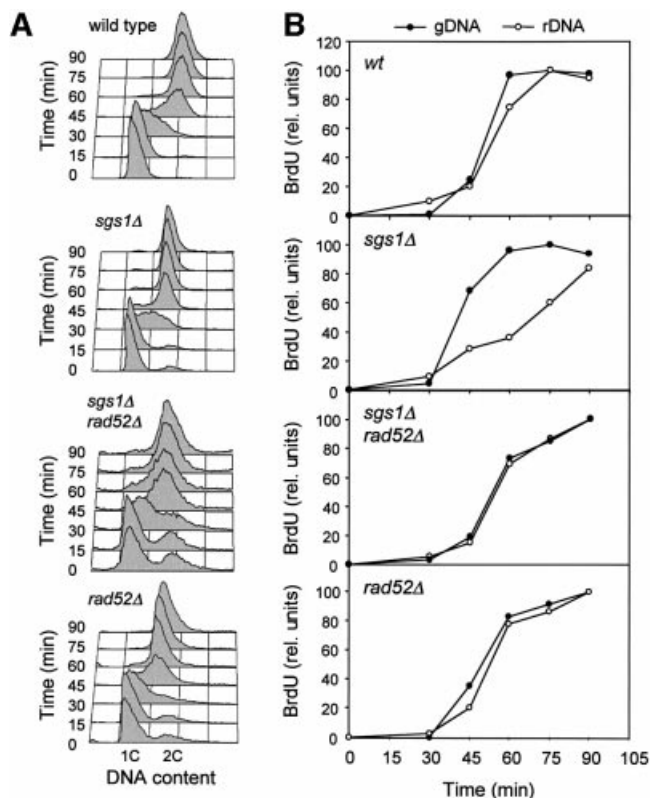 A
wild type
Time (min)
90
75
60
45
30
15
0
sgs1Δ
Time (min)
90
75
60
45
30
15
0
sgs1Δ
rad52Δ
Time (min)
90
75
60
45
30
15
0
rad52Δ
Time (min)
90
75
60
45
30
15
0
1C 2C
DNA content
B
gDNA rDNA
wt
BrdU (rel. units)
120
100
80
60
40
20
0
sgs1Δ
BrdU (rel. units)
100
80
60
40
20
0
sgs1Δ
rad52Δ
BrdU (rel. units)
100
80
60
40
20
0
rad52Δ
BrdU (rel. units)
100
80
60
40
20
0
0 15 30 45 60 75 90 105
Time (min)